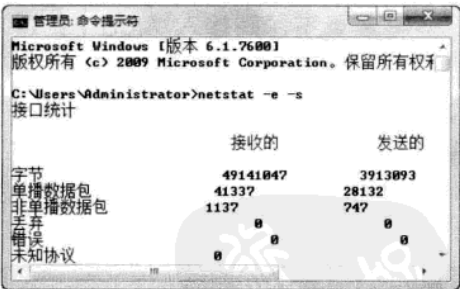 管理员: 命令提示符
Microsoft Windows [版本 6.1.7600]
版权所有 (c) 2009 Microsoft Corporation。保留所有权利
C:\Users\Administrator>netstat -e -s
接口统计
接收的 发送的
字节 49141047 3913093
单播数据包 41337 28132
非单播数据包 1137 747
丢弃 0 0
错误 0 0
未知协议 0